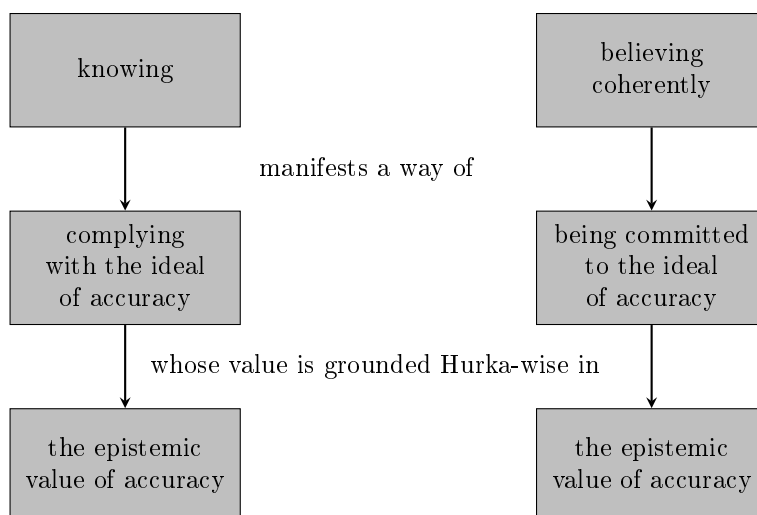 knowing
believing
coherently
manifests a way of
complying
with the ideal
of accuracy
being committed
to the ideal
of accuracy
whose value is grounded Hurka-wise in
the epistemic
value of accuracy
the epistemic
value of accuracy